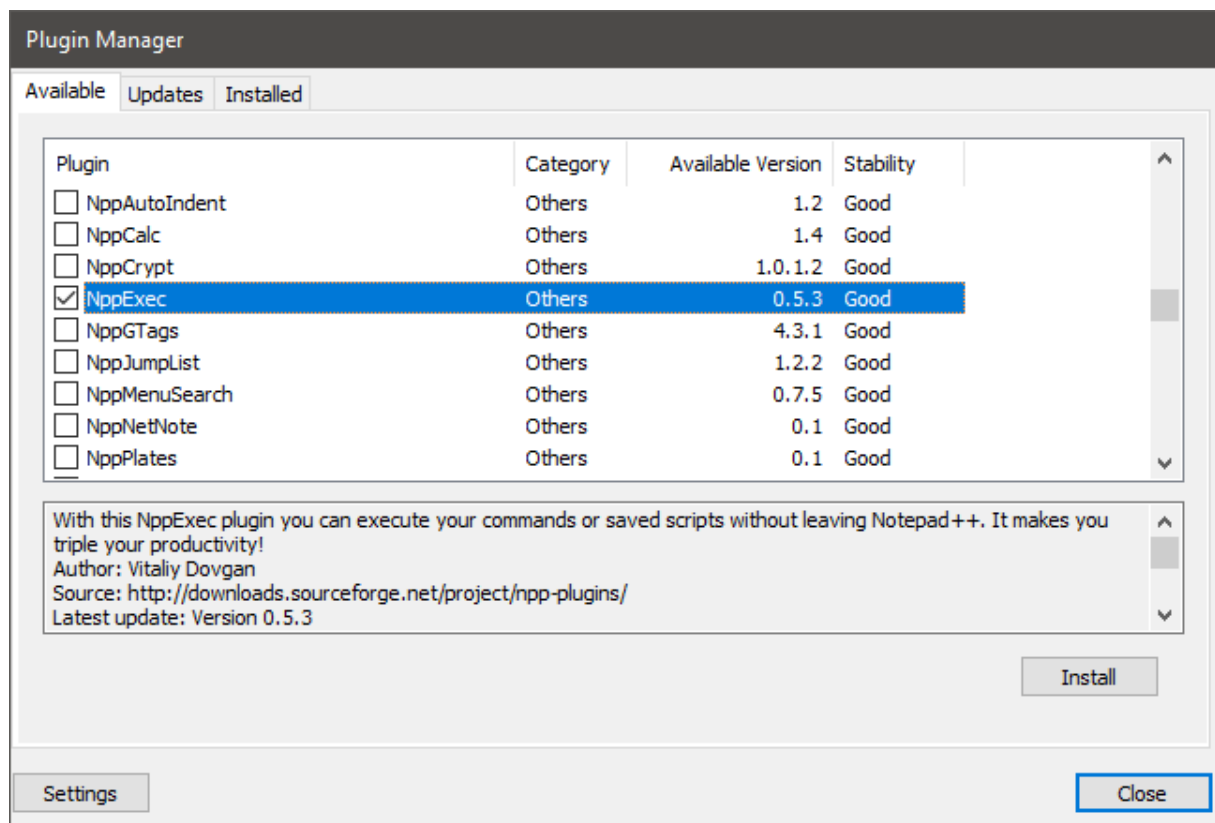 Plugin Manager
Available Updates Installed
Plugin Category Available Version Stability
NppAutoIndent Others 1.2 Good
NppCalc Others 1.4 Good
NppCrypt Others 1.0.1.2 Good
NppExec Others 0.5.3 Good
NppGTags Others 4.3.1 Good
NppJumpList Others 1.2.2 Good
NppMenuSearch Others 0.7.5 Good
NppNetNote Others 0.1 Good
NppPlates Others 0.1 Good
With this NppExec plugin you can execute your commands or saved scripts without leaving Notepad++. It makes you
triple your productivity!
Author: Vitaliy Dovgan
Source: http://downloads.sourceforge.net/project/npp-plugins/
Latest update: Version 0.5.3
Install
Settings Close